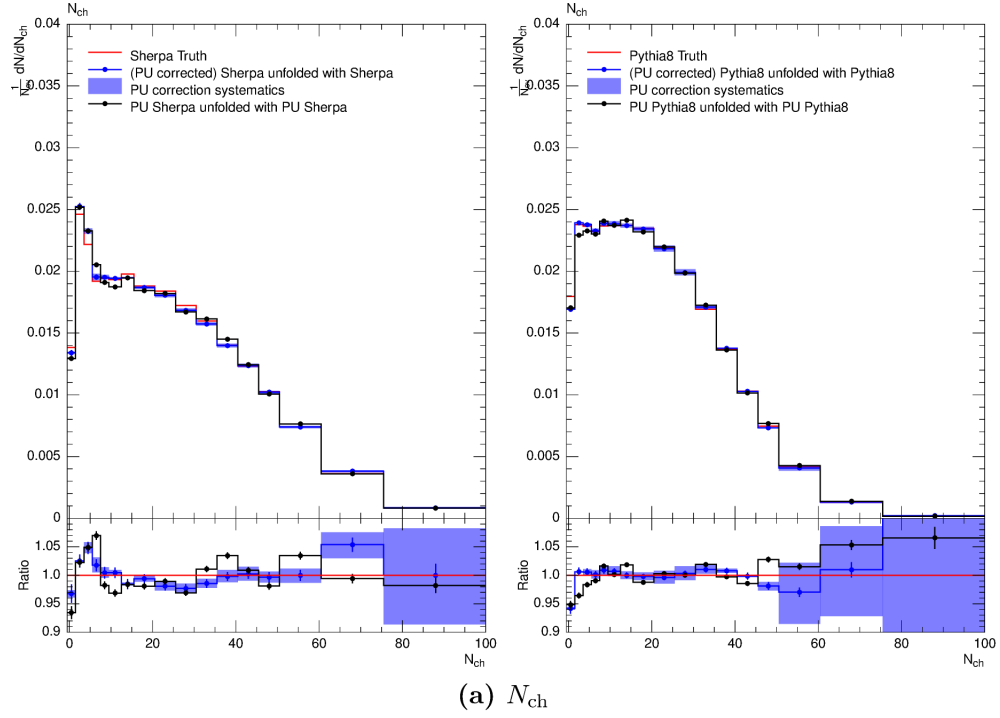 N_ch
1/N_ev dN/dN_ch
0.04
0.035
0.03
0.025
0.02
0.015
0.01
0.005
0
Sherpa Truth
(PU corrected) Sherpa unfolded with Sherpa
PU correction systematics
PU Sherpa unfolded with PU Sherpa
Ratio
1.05
1.0
0.95
0.9
0 20 40 60 80 100
N_ch
N_ch
dN/dN_ch
0.04
0.035
0.03
0.025
0.02
0.015
0.01
0.005
0
Pythia8 Truth
(PU corrected) Pythia8 unfolded with Pythia8
PU correction systematics
PU Pythia8 unfolded with PU Pythia8
Ratio
1.05
1.0
0.95
0.9
0 20 40 60 80 100
N_ch
(a) N_ch